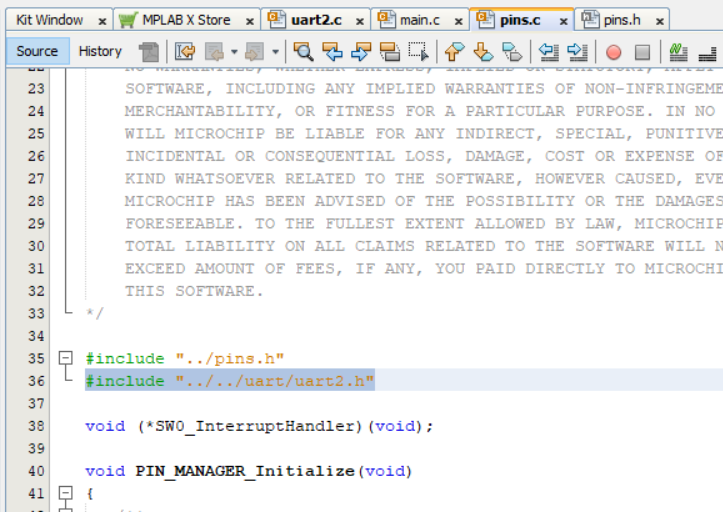 Kit Window x MPLAB X Store x uart2.c x main.c x pins.c x pins.h x
Source History
23 SOFTWARE, INCLUDING ANY IMPLIED WARRANTIES OF NON-INFRINGEME
24 MERCHANTABILITY, OR FITNESS FOR A PARTICULAR PURPOSE. IN NO
25 WILL MICROCHIP BE LIABLE FOR ANY INDIRECT, SPECIAL, PUNITIVE
26 INCIDENTAL OR CONSEQUENTIAL LOSS, DAMAGE, COST OR EXPENSE OF
27 KIND WHATSOEVER RELATED TO THE SOFTWARE, HOWEVER CAUSED, EVE
28 MICROCHIP HAS BEEN ADVISED OF THE POSSIBILITY OR THE DAMAGES
29 FORESEEABLE. TO THE FULLEST EXTENT ALLOWED BY LAW, MICROCHIP
30 TOTAL LIABILITY ON ALL CLAIMS RELATED TO THE SOFTWARE WILL N
31 EXCEED AMOUNT OF FEES, IF ANY, YOU PAID DIRECTLY TO MICROCHI
32 THIS SOFTWARE.
33 */
34
35 #include "../pins.h"
36 #include "../../uart/uart2.h"
37
38 void (*SW0_InterruptHandler)(void);
39
40 void PIN_MANAGER_Initialize(void)
41 {